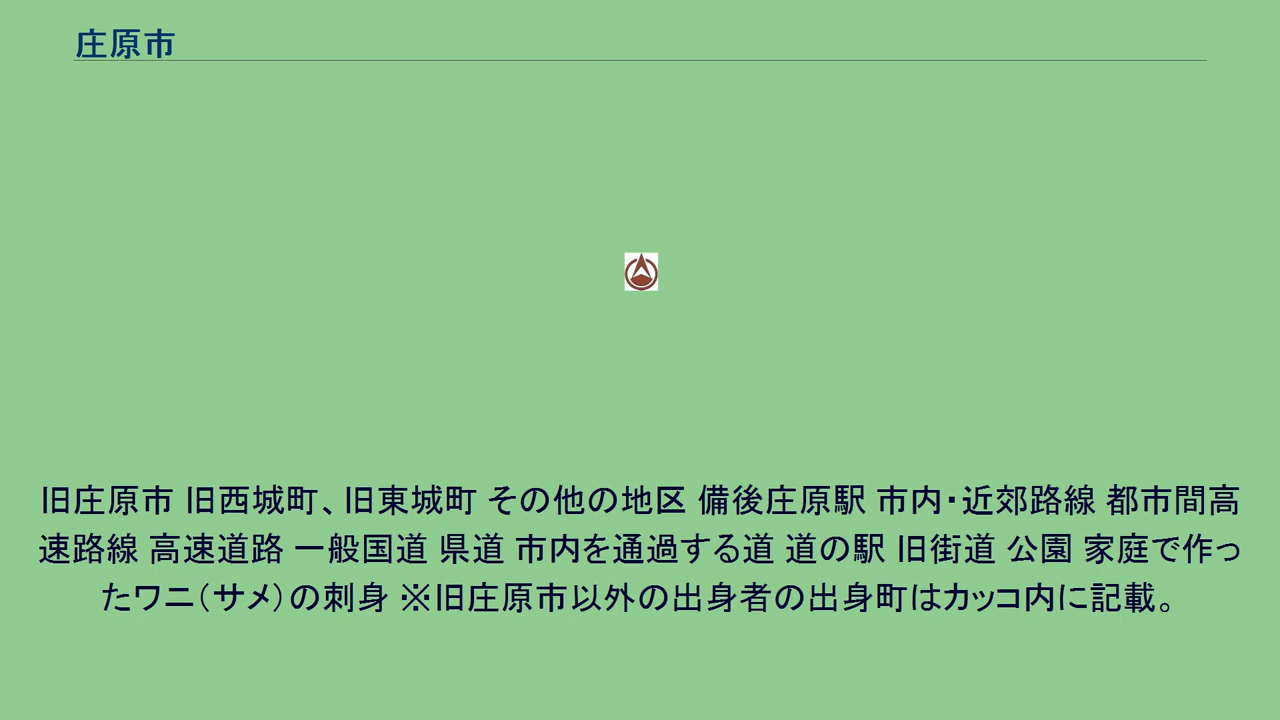 庄原市
旧庄原市 旧西城町、旧東城町 その他の地区 備後庄原駅 市内・近郊路線 都市間高
速路線 高速道路 一般国道 県道 市内を通過する道 道の駅 旧街道 公園 家庭で作っ
たワニ（サメ）の刺身 ※旧庄原市以外の出身者の出身町はカッコ内に記載。